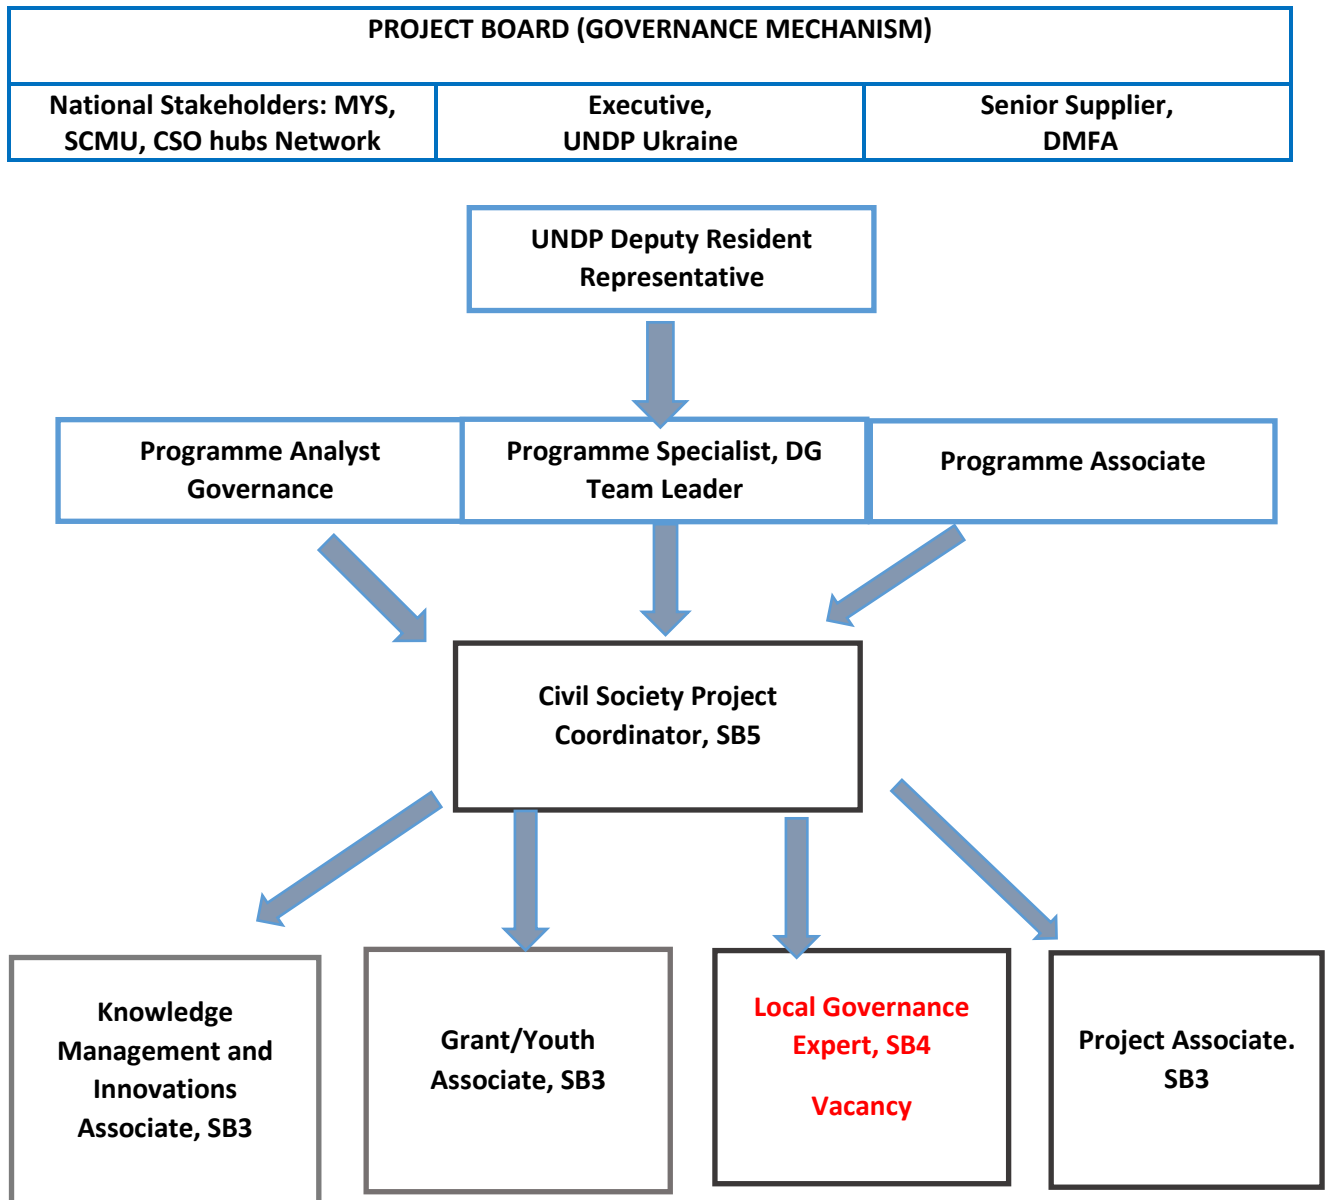 PROJECT BOARD (GOVERNANCE MECHANISM)
National Stakeholders: MYS,
SCMU, CSO hubs Network
Executive,
UNDP Ukraine
Senior Supplier,
DMFA
UNDP Deputy Resident
Representative
Programme Analyst
Governance
Programme Specialist, DG
Team Leader
Programme Associate
Civil Society Project
Coordinator, SB5
Knowledge
Management and
Innovations
Associate, SB3
Grant/Youth
Associate, SB3
Local Governance
Expert, SB4
Vacancy
Project Associate.
SB3